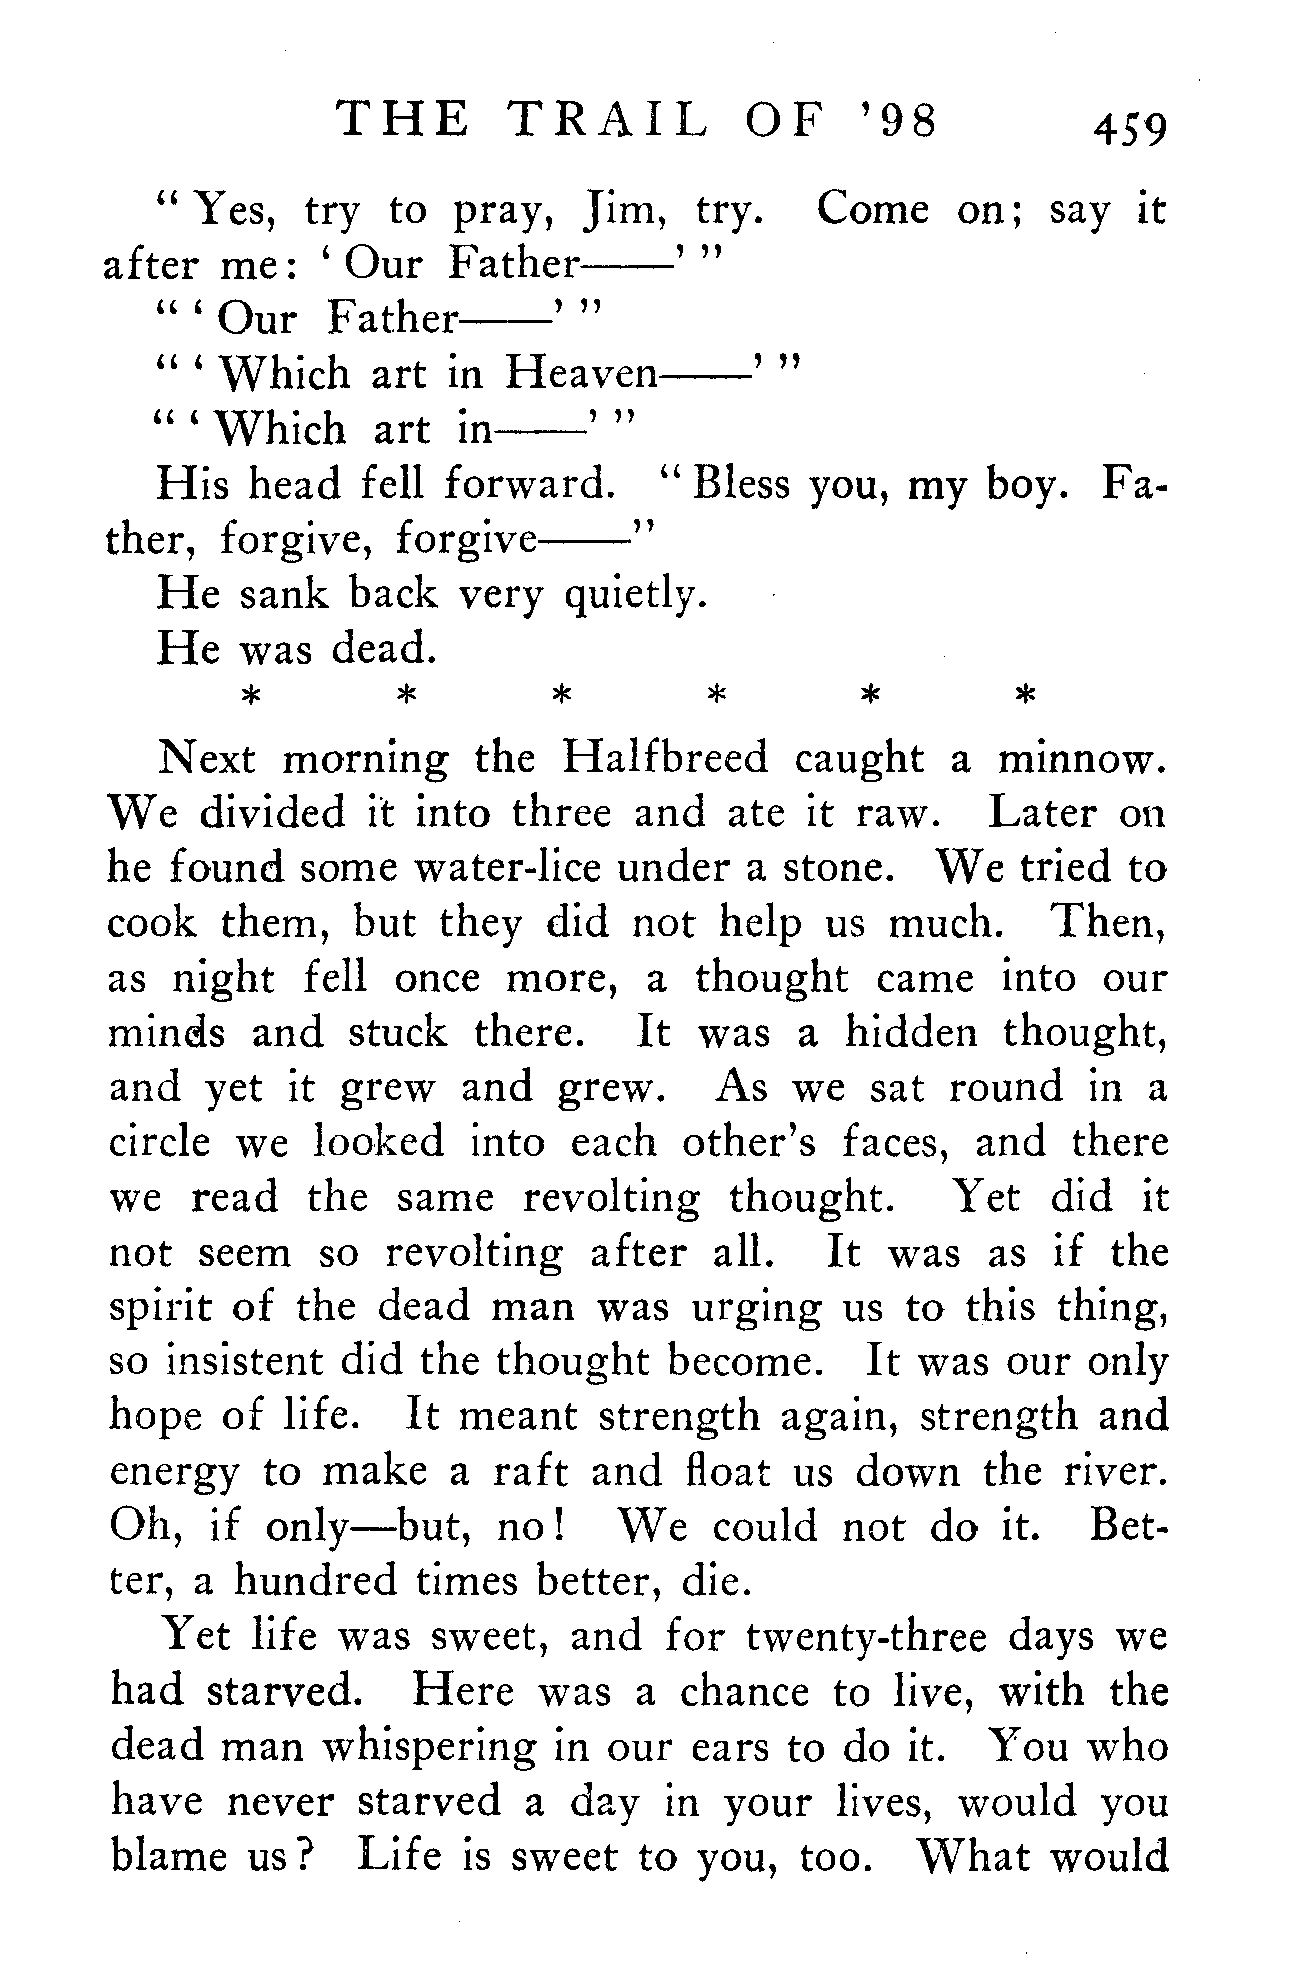 THE TRAIL OF '98 459
“ Yes, try to pray, Jim, try. Come on; say it
after me: ‘ Our Father——’ ”
“ ‘ Our Father——’ ”
“ ‘ Which art in Heaven——’ ”
“ ‘ Which art in——’ ”
His head fell forward. “ Bless you, my boy. Fa-
ther, forgive, forgive——”
He sank back very quietly.
He was dead.
* * * * * *
Next morning the Halfbreed caught a minnow.
We divided it into three and ate it raw. Later on
he found some water-lice under a stone. We tried to
cook them, but they did not help us much. Then,
as night fell once more, a thought came into our
minds and stuck there. It was a hidden thought,
and yet it grew and grew. As we sat round in a
circle we looked into each other's faces, and there
we read the same revolting thought. Yet did it
not seem so revolting after all. It was as if the
spirit of the dead man was urging us to this thing,
so insistent did the thought become. It was our only
hope of life. It meant strength again, strength and
energy to make a raft and float us down the river.
Oh, if only—but, no! We could not do it. Bet-
ter, a hundred times better, die.
Yet life was sweet, and for twenty-three days we
had starved. Here was a chance to live, with the
dead man whispering in our ears to do it. You who
have never starved a day in your lives, would you
blame us? Life is sweet to you, too. What would